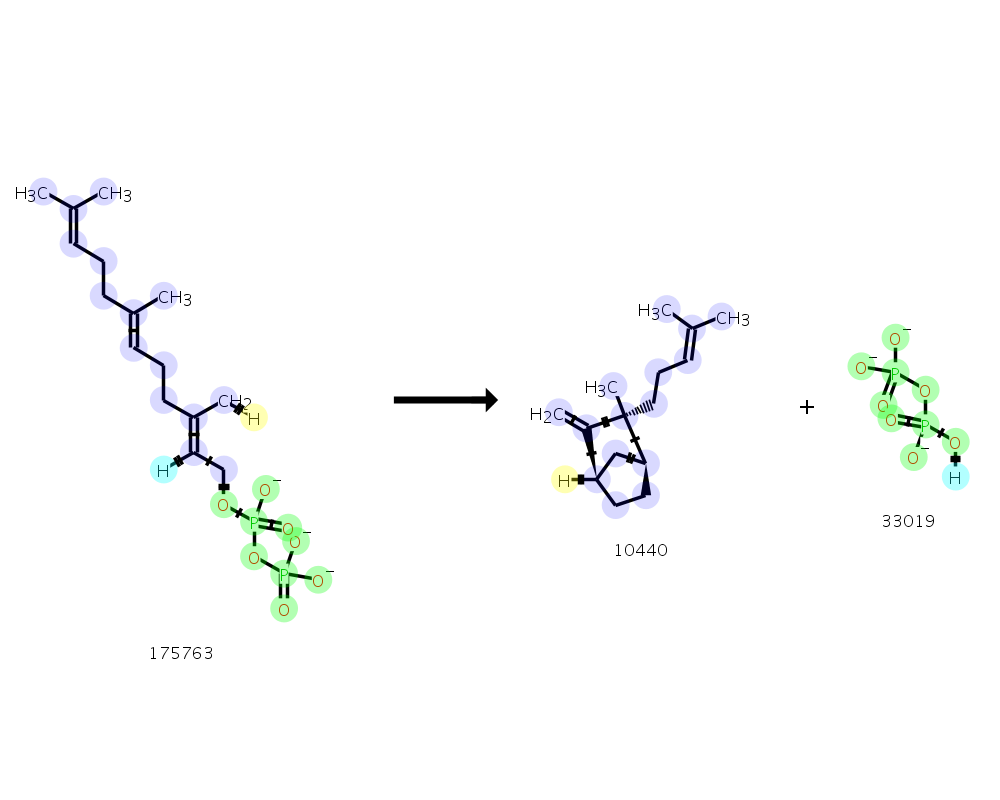 H3C CH3
CH3
CH2
H
H
O
O−
P O
O O−
P O−
O
175763
H3C CH3
H3C
H2C
H
10440
+
O−
O− P
O O
O P
O− O
H
33019